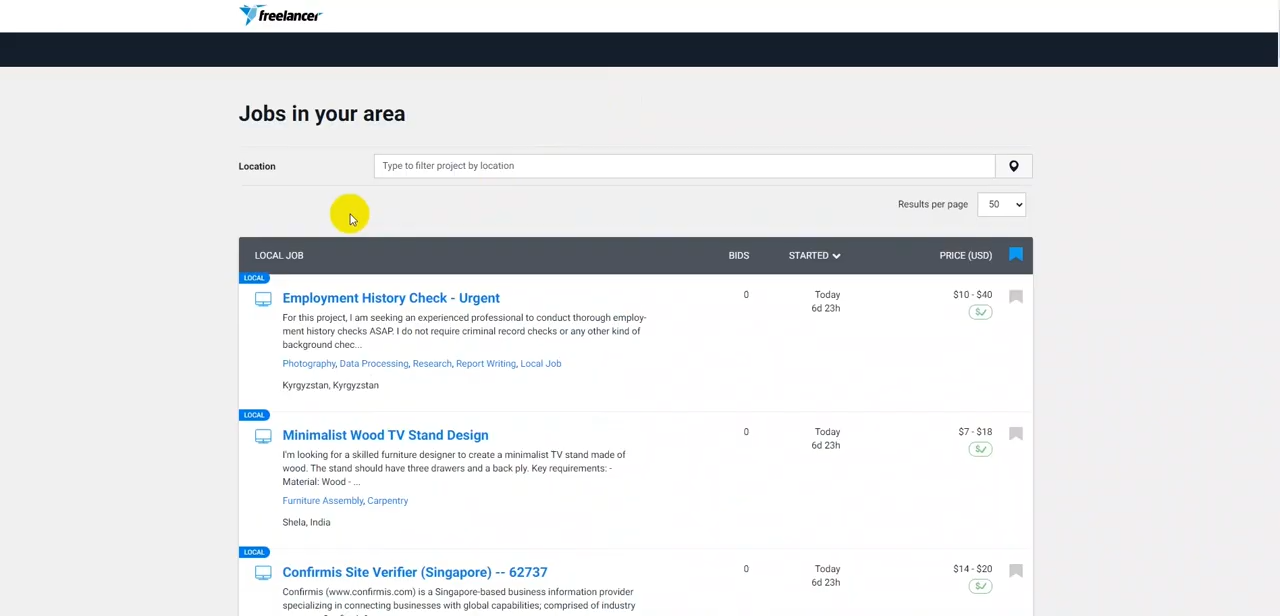 freelancer
Jobs in your area
Location
Type to filter project by location
Results per page 50
LOCAL JOB BIDS STARTED PRICE (USD)
LOCAL
Employment History Check - Urgent 0 Today $10 - $40
6d 23h
For this project, I am seeking an experienced professional to conduct thorough employ-
ment history checks ASAP. I do not require criminal record checks or any other kind of
background chec...
Photography, Data Processing, Research, Report Writing, Local Job
Kyrgyzstan, Kyrgyzstan
LOCAL
Minimalist Wood TV Stand Design 0 Today $7 - $18
6d 23h
I'm looking for a skilled furniture designer to create a minimalist TV stand made of
wood. The stand should have three drawers and a back ply. Key requirements: -
Material: Wood - ...
Furniture Assembly, Carpentry
Shela, India
LOCAL
Confirmis Site Verifier (Singapore) -- 62737 0 Today $14 - $20
6d 23h
Confirmis (www.confirmis.com) is a Singapore-based business information provider
specializing in connecting businesses with global capabilities; comprised of industry